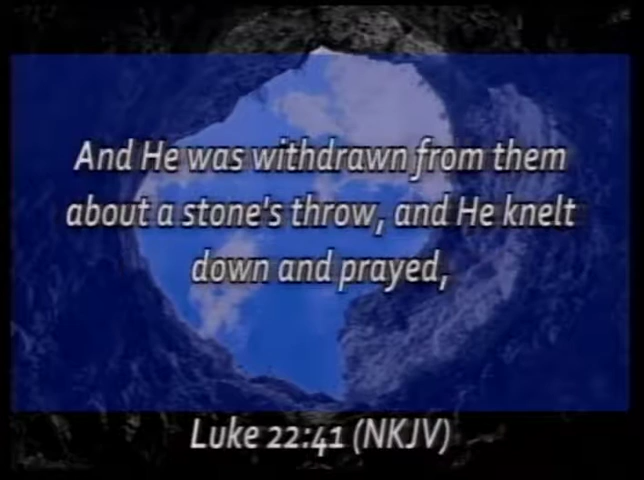 And He was withdrawn from them
about a stone's throw, and He knelt
down and prayed,
Luke 22:41 (NKJV)